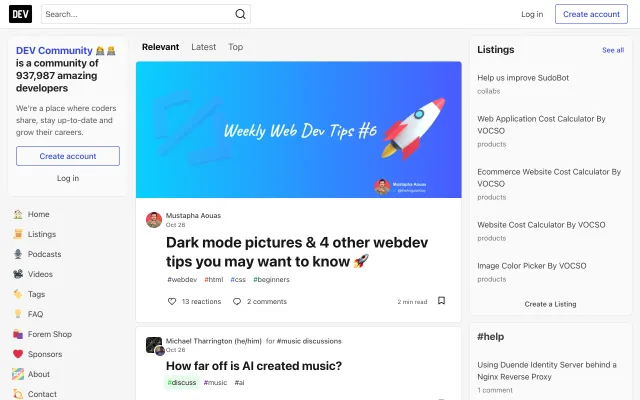 DEV
Search...
Log in
Create account
DEV Community
is a community of
937,987 amazing
developers
We're a place where coders
share, stay up-to-date and
grow their careers.
Create account
Log in
Home
Listings
Podcasts
Videos
Tags
FAQ
Forem Shop
Sponsors
About
Contact
Relevant
Latest
Top
Weekly Web Dev Tips #6
Mustapha Aouas
Mustapha Aouas
Oct 26
Dark mode pictures & 4 other webdev
tips you may want to know
#webdev #html #css #beginners
13 reactions
2 comments
2 min read
Michael Tharrington (he/him) for #music discussions
Oct 26
How far off is AI created music?
#discuss #music #ai
Listings
See all
Help us improve SudoBot
collabs
Web Application Cost Calculator By
VOCSO
products
Ecommerce Website Cost Calculator By
VOCSO
products
Website Cost Calculator By VOCSO
products
Image Color Picker By VOCSO
products
Create a Listing
#help
Using Duende Identity Server behind a
Nginx Reverse Proxy
1 comment